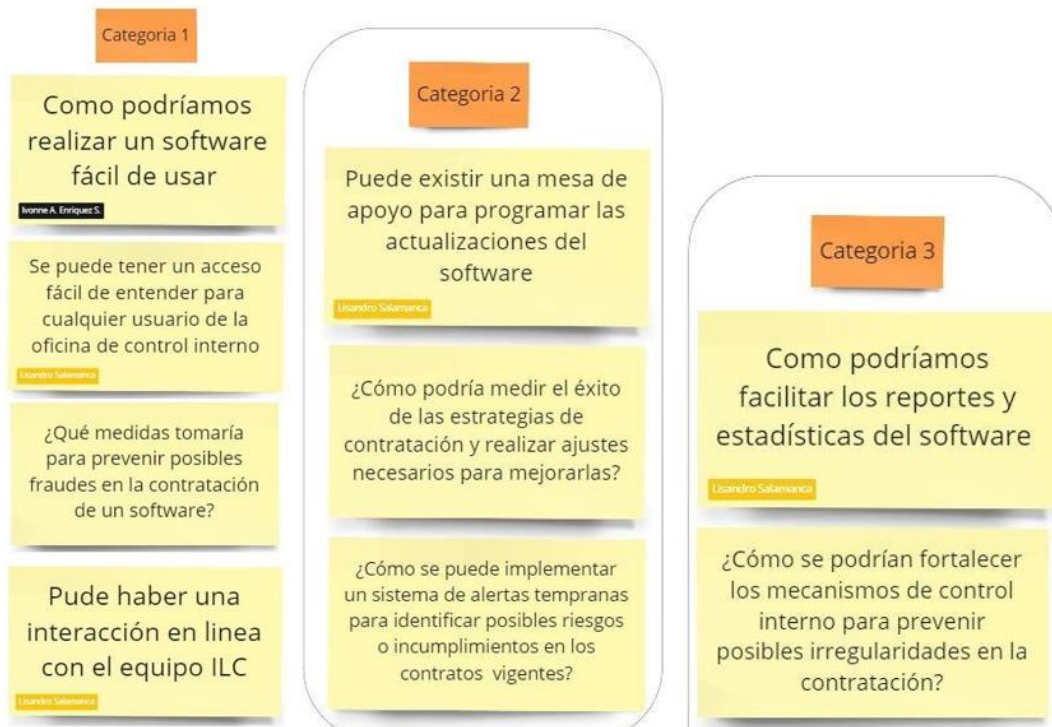 Categoria 1
Como podríamos
realizar un software
fácil de usar
Ivonne A. Enriquez S.
Se puede tener un acceso
fácil de entender para
cualquier usuario de la
oficina de control interno
Lisandro Salamanca
¿Qué medidas tomaría
para prevenir posibles
fraudes en la contratación
de un software?
Pude haber una
interacción en linea
con el equipo ILC
Lisandro Salamanca
Categoria 2
Puede existir una mesa de
apoyo para programar las
actualizaciones del
software
Lisandro Salamanca
¿Cómo podría medir el éxito
de las estrategias de
contratación y realizar ajustes
necesarios para mejorarlas?
¿Cómo se puede implementar
un sistema de alertas tempranas
para identificar posibles riesgos
o incumplimientos en los
contratos vigentes?
Categoria 3
Como podríamos
facilitar los reportes y
estadísticas del software
Lisandro Salamanca
¿Cómo se podrían fortalecer
los mecanismos de control
interno para prevenir
posibles irregularidades en la
contratación?